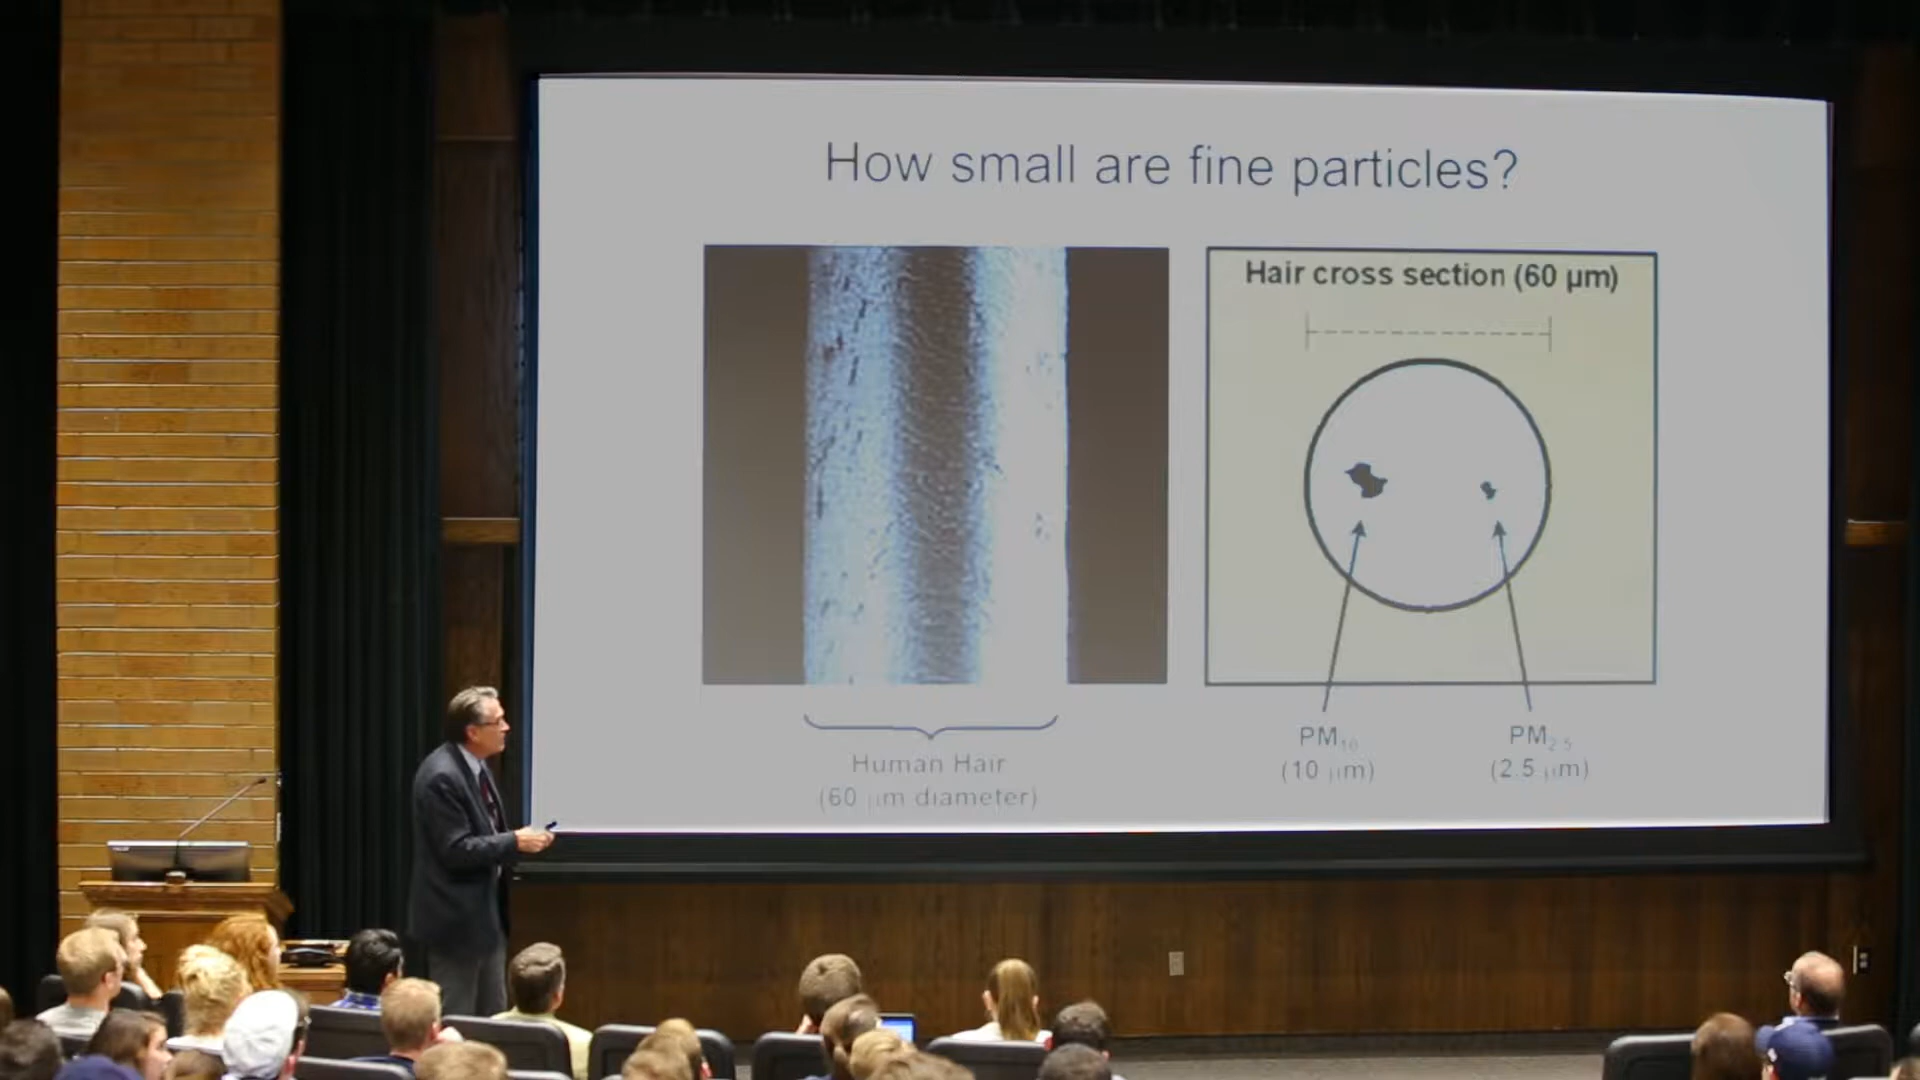 How small are fine particles?
Hair cross section (60 μm)
Human Hair
(60 μm diameter)
PM10
(10 μm)
PM2.5
(2.5 μm)